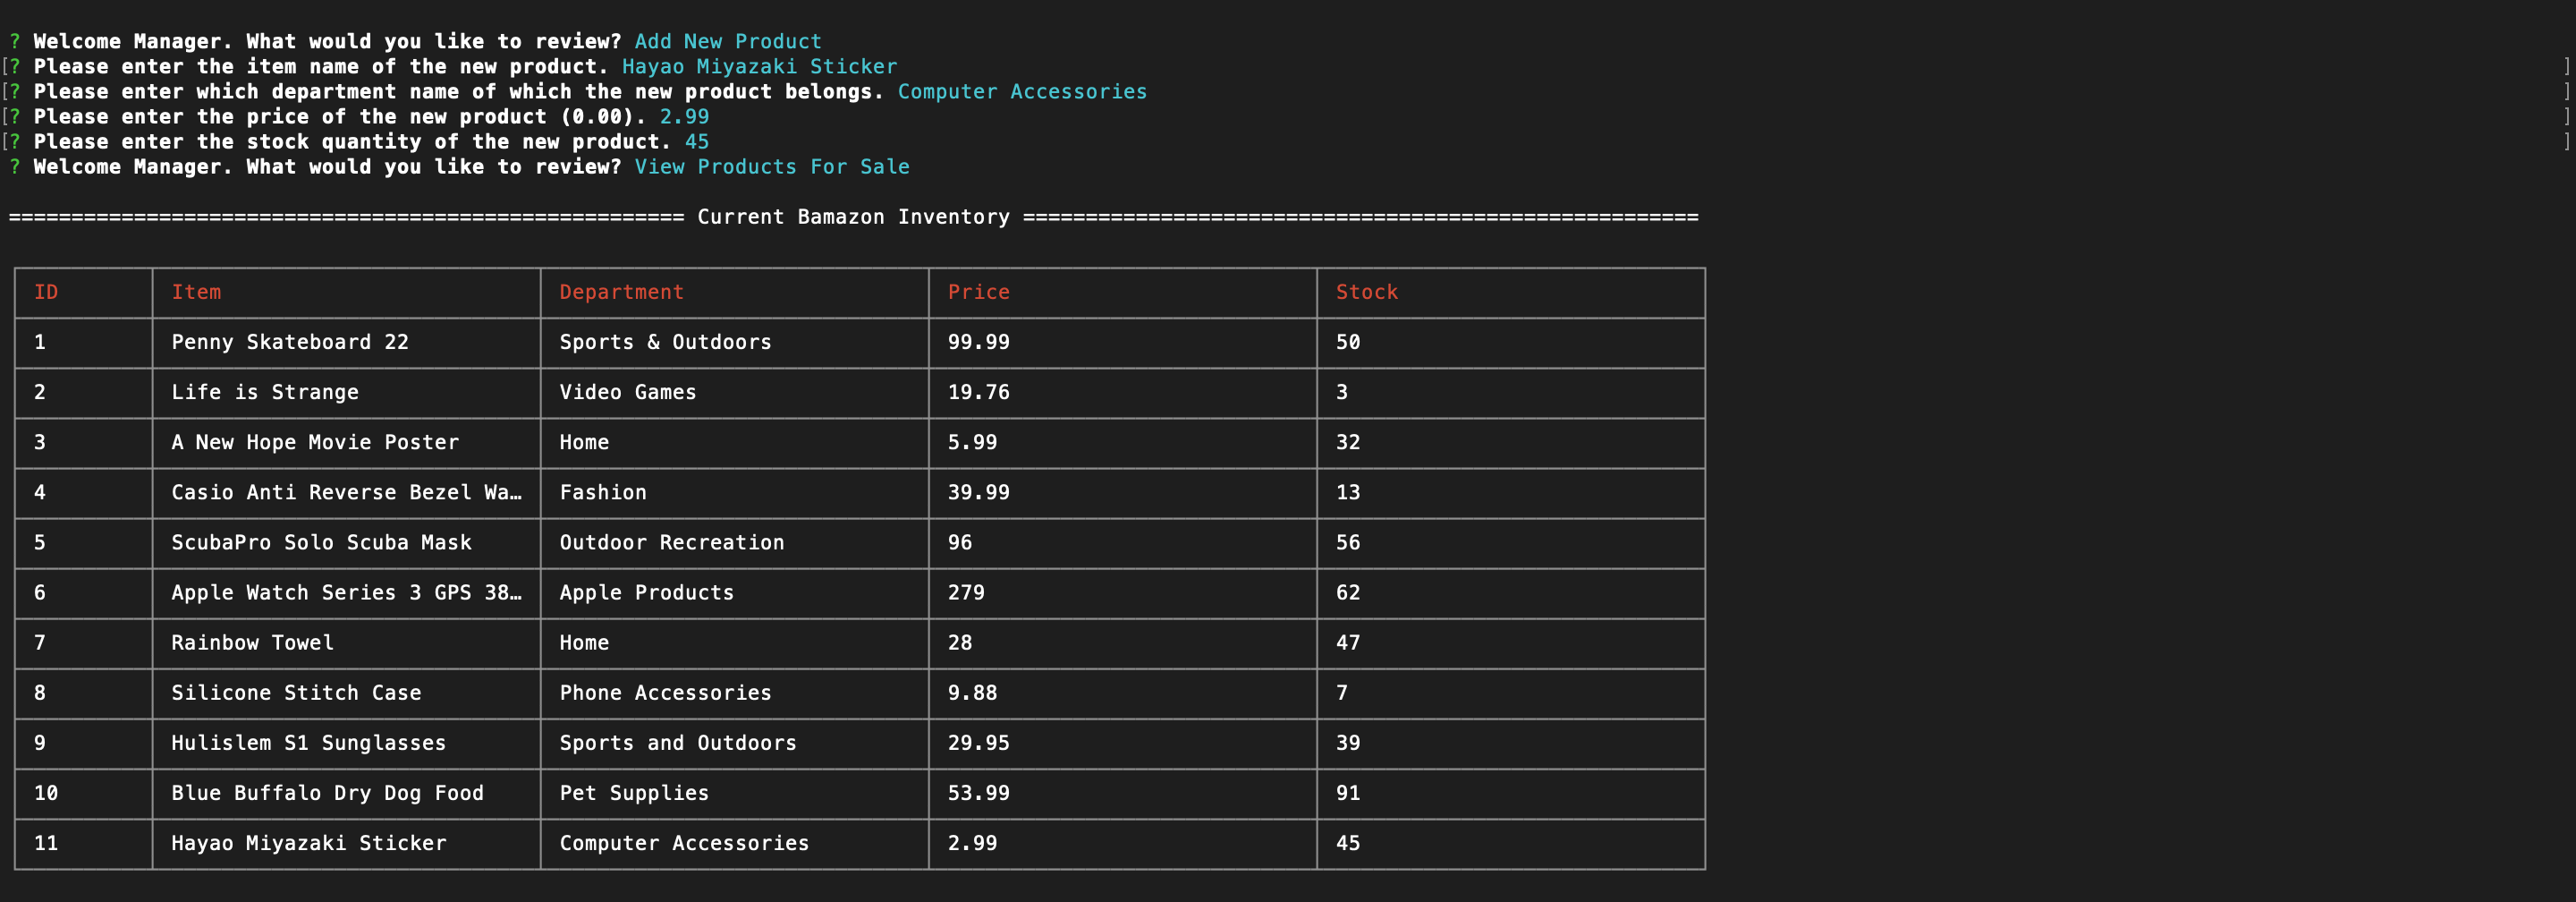 ? Welcome Manager. What would you like to review? Add New Product
[? Please enter the item name of the new product. Hayao Miyazaki Sticker ]
[? Please enter which department name of which the new product belongs. Computer Accessories ]
[? Please enter the price of the new product (0.00). 2.99 ]
[? Please enter the stock quantity of the new product. 45 ]
? Welcome Manager. What would you like to review? View Products For Sale
====================================================== Current Bamazon Inventory ======================================================
ID Item Department Price Stock
1 Penny Skateboard 22 Sports & Outdoors 99.99 50
2 Life is Strange Video Games 19.76 3
3 A New Hope Movie Poster Home 5.99 32
4 Casio Anti Reverse Bezel Wa… Fashion 39.99 13
5 ScubaPro Solo Scuba Mask Outdoor Recreation 96 56
6 Apple Watch Series 3 GPS 38… Apple Products 279 62
7 Rainbow Towel Home 28 47
8 Silicone Stitch Case Phone Accessories 9.88 7
9 Hulislem S1 Sunglasses Sports and Outdoors 29.95 39
10 Blue Buffalo Dry Dog Food Pet Supplies 53.99 91
11 Hayao Miyazaki Sticker Computer Accessories 2.99 45